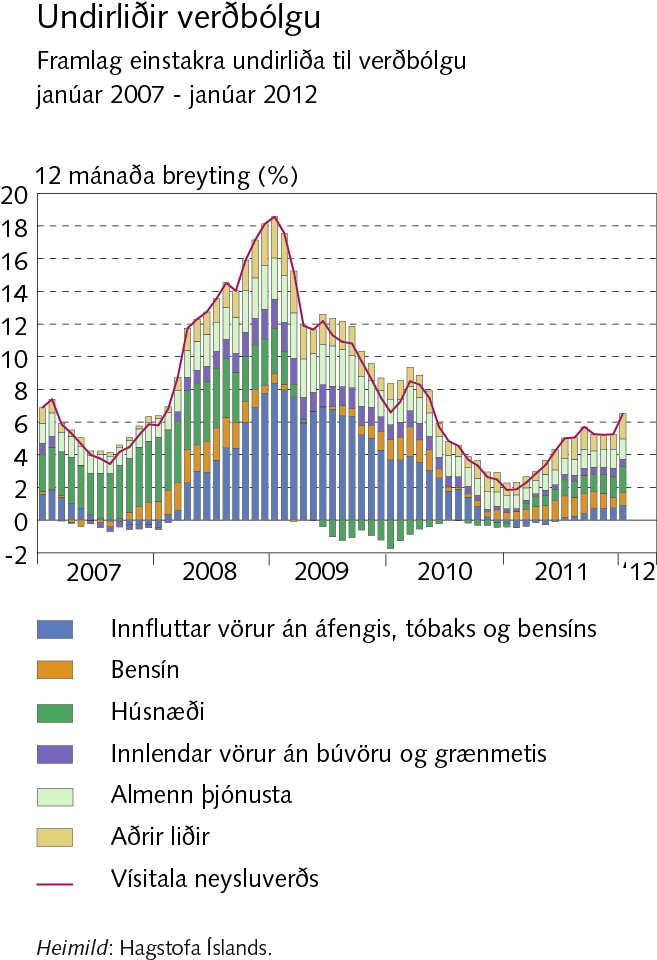 Undirliðir verðbólgu
Framlag einstakra undirliða til verðbólgu
janúar 2007 - janúar 2012
12 mánaða breyting (%)
20
18
16
14
12
10
8
6
4
2
0
-2
2007 2008 2009 2010 2011 '12
Innfluttar vörur án áfengis, tóbaks og bensíns
Bensín
Húsnæði
Innlendar vörur án búvöru og grænmetis
Almenn þjónusta
Aðrir liðir
Vísitala neysluverðs
Heimild: Hagstofa Íslands.